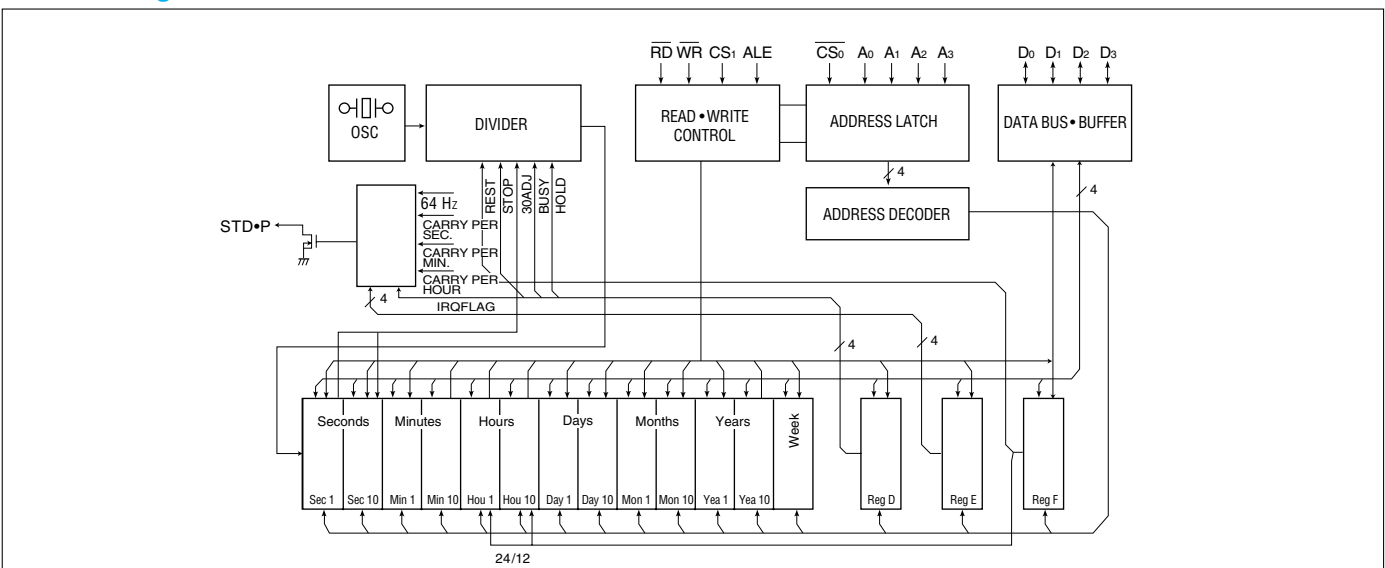 RD WR CS1 ALE
CS0 A0 A1 A2 A3
D0 D1 D2 D3
OSC
DIVIDER
READ•WRITE
CONTROL
ADDRESS LATCH
DATA BUS•BUFFER
4
4
ADDRESS DECODER
REST
STOP
30ADJ
BUSY
HOLD
STD•P
64 Hz
CARRY PER
SEC.
CARRY PER
MIN.
CARRY PER
HOUR
4
IRQFLAG
4
4
Seconds Minutes Hours Days Months Years Week
Sec 1 Sec 10 Min 1 Min 10 Hou 1 Hou 10 Day 1 Day 10 Mon 1 Mon 10 Yea 1 Yea 10 Reg D Reg E Reg F
24/12